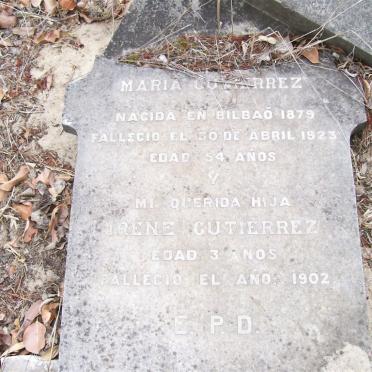 MARIA GUTIERREZ
NACIDA EN BILBAO 1879
FALLECIO EL 30 DE ABRIL 1923
EDAD 54 AÑOS
Y
MI QUERIDA HIJA
IRENE GUTIERREZ
EDAD 3 AÑOS
FALLECIO EL AÑO 1902
E. P. D.